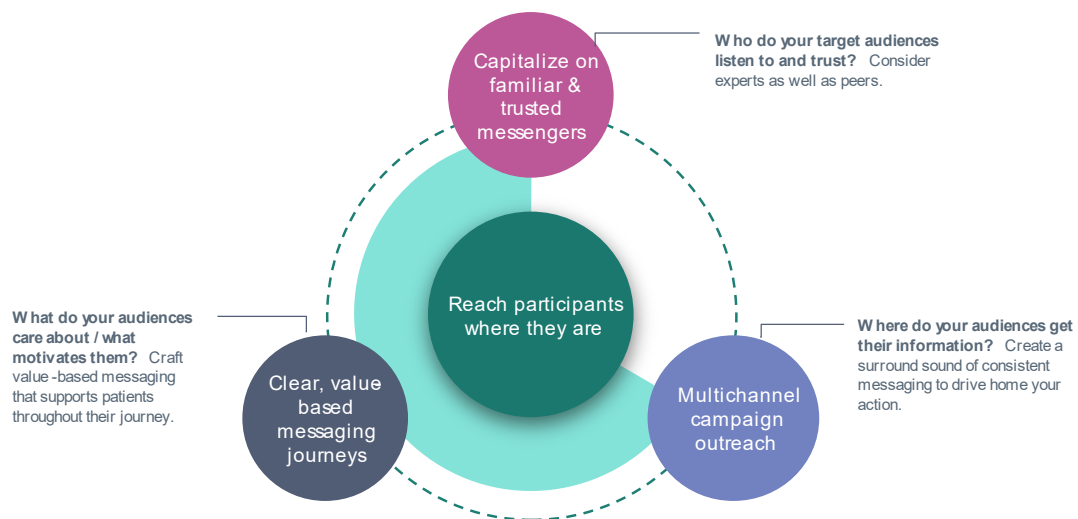 Capitalize on
familiar &
trusted
messengers
Who do your target audiences
listen to and trust? Consider
experts as well as peers.
Reach participants
where they are
What do your audiences
care about / what
motivates them? Craft
value -based messaging
that supports patients
throughout their journey.
Clear, value-
based
messaging
journeys
Multichannel
campaign
outreach
Where do your audiences get
their information? Create a
surround sound of consistent
messaging to drive home your
action.